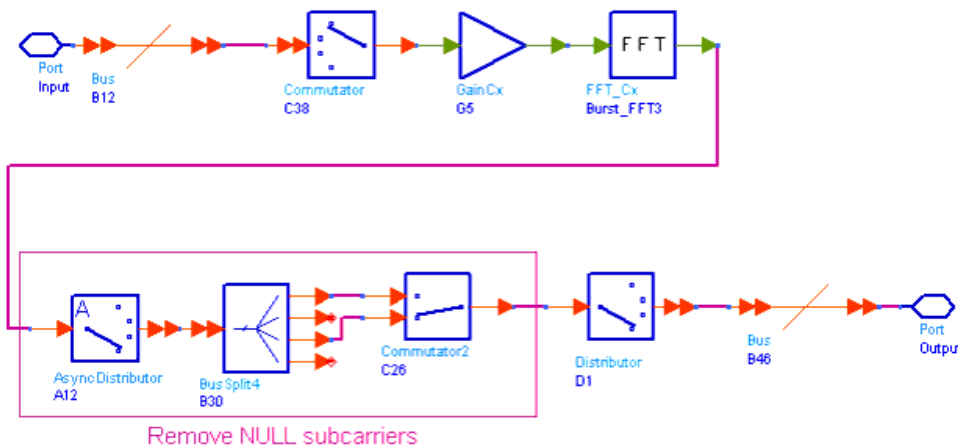 FFT
Port
Input
Bus
B12
Commutator
C38
GainCx
G5
FFT_Cx
Burst_FFT3
A
AsyncDistributor
A12
BusSplit4
B30
Commutator2
C26
Distributor
D1
Bus
B46
Port
Output
Remove NULL subcarriers